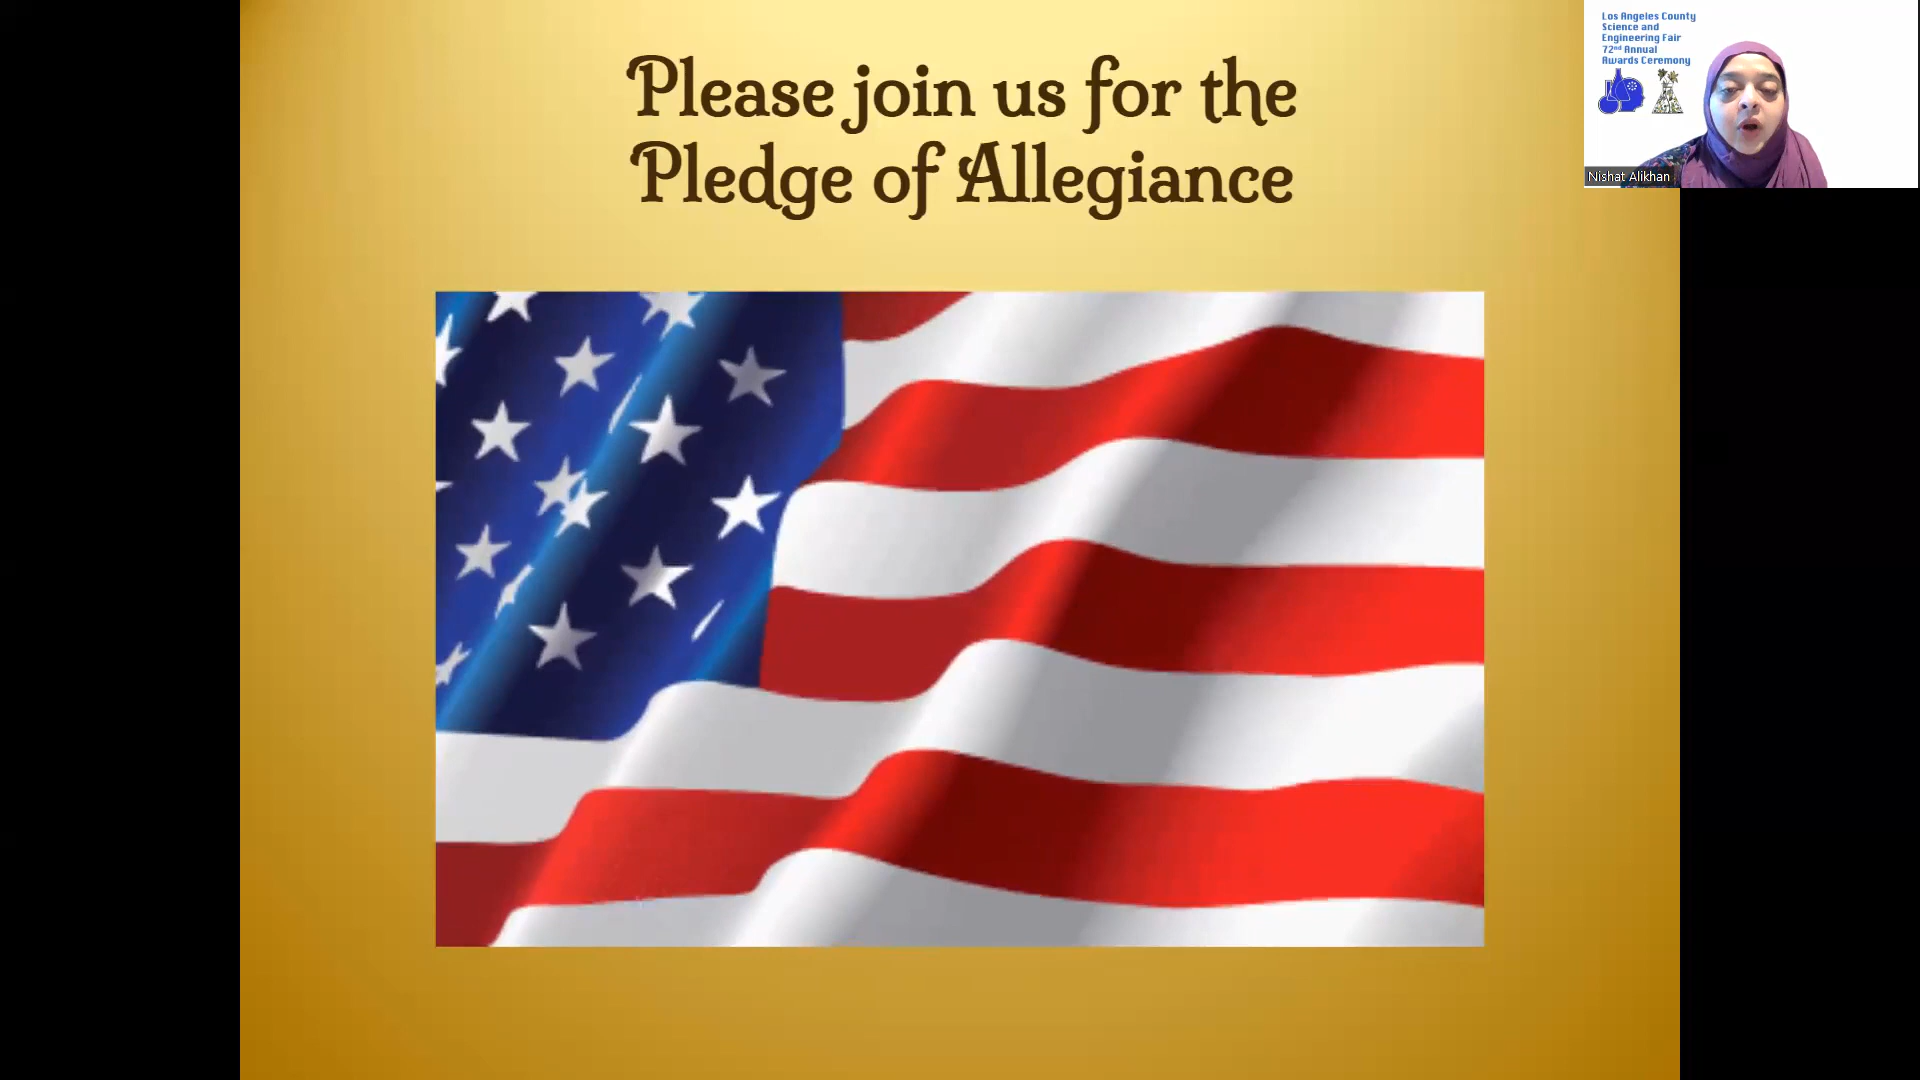 Please join us for the
Pledge of Allegiance
Los Angeles County
Science and
Engineering Fair
72nd Annual
Awards Ceremony
Nishat Alikhan